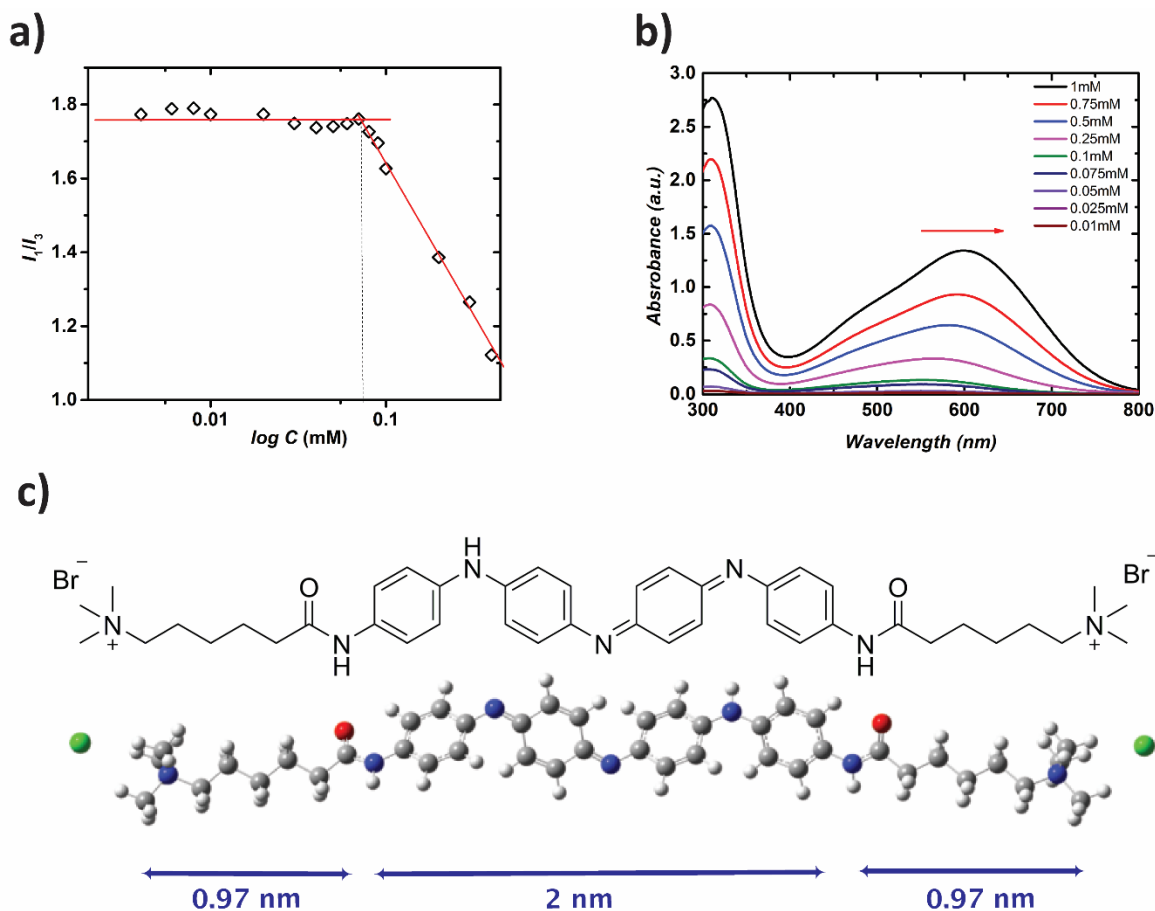 a)
1.8
1.6
1.4
1.2
1.0
I1/I3
0.01
0.1
log C (mM)
b)
3.0
2.5
2.0
1.5
1.0
0.5
0.0
Absrobance (a.u.)
1mM
0.75mM
0.5mM
0.25mM
0.1mM
0.075mM
0.05mM
0.025mM
0.01mM
300 400 500 600 700 800
Wavelength (nm)
c)
Br−
N
+
O
N
H
H
N
N
N
O
N
H
N
+
Br−
0.97 nm
2 nm
0.97 nm